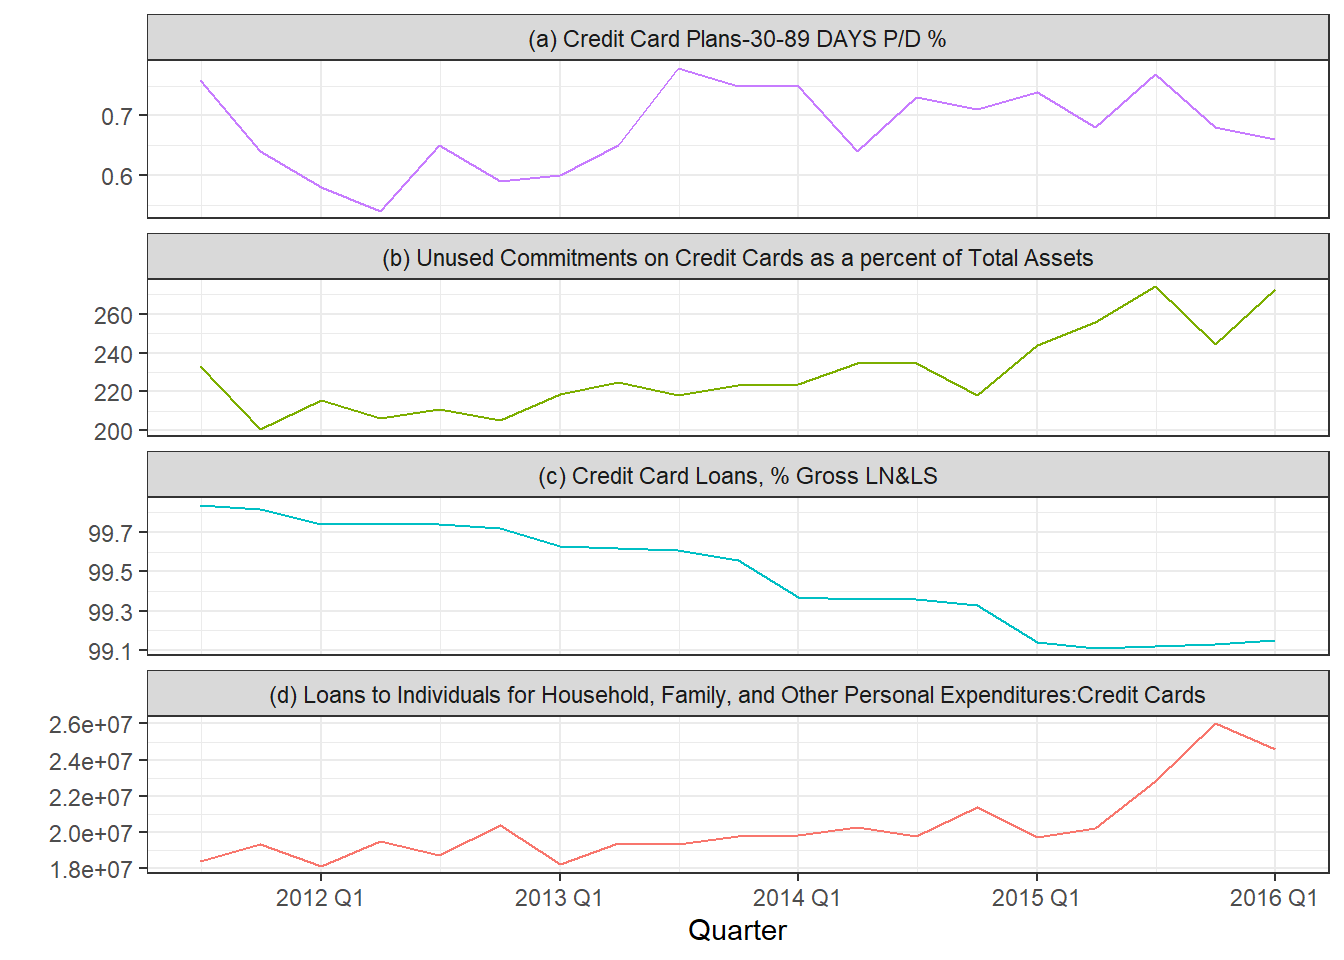 (a) Credit Card Plans-30-89 DAYS P/D %
0.7
0.6
(b) Unused Commitments on Credit Cards as a percent of Total Assets
260
240
220
200
(c) Credit Card Loans, % Gross LN&LS
99.7
99.5
99.3
99.1
(d) Loans to Individuals for Household, Family, and Other Personal Expenditures:Credit Cards
2.6e+07
2.4e+07
2.2e+07
2.0e+07
1.8e+07
2012 Q1 2013 Q1 2014 Q1 2015 Q1 2016 Q1
Quarter